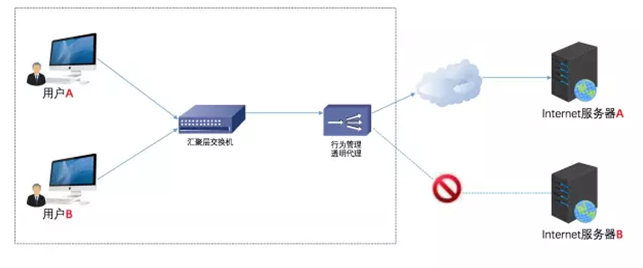 用户A
Internet服务器A
汇聚层交换机
行为管理
透明代理
用户B
Internet服务器B